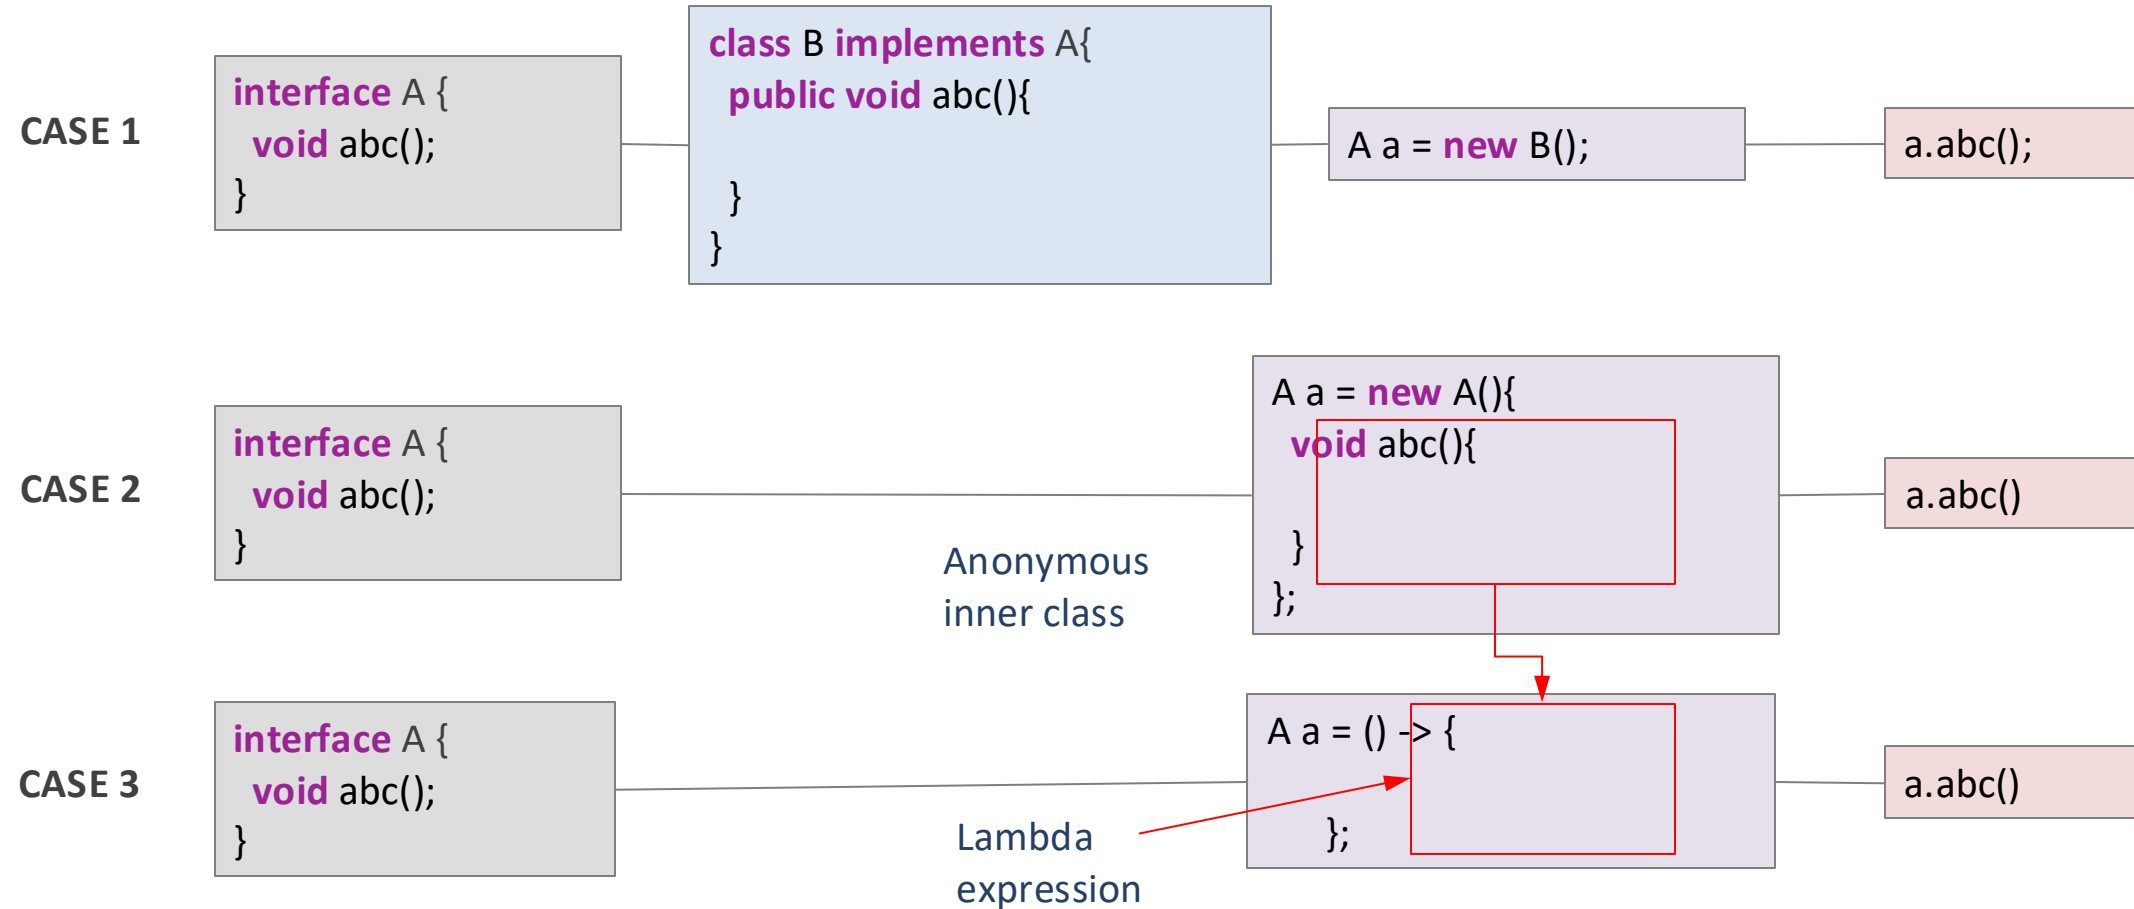 CASE 1
interface A {
void abc();
}
class B implements A{
public void abc(){
}
}
A a = new B();
a.abc();
CASE 2
interface A {
void abc();
}
Anonymous
inner class
A a = new A(){
void abc(){
}
};
a.abc()
CASE 3
interface A {
void abc();
}
Lambda
expression
A a = () -> {
};
a.abc()